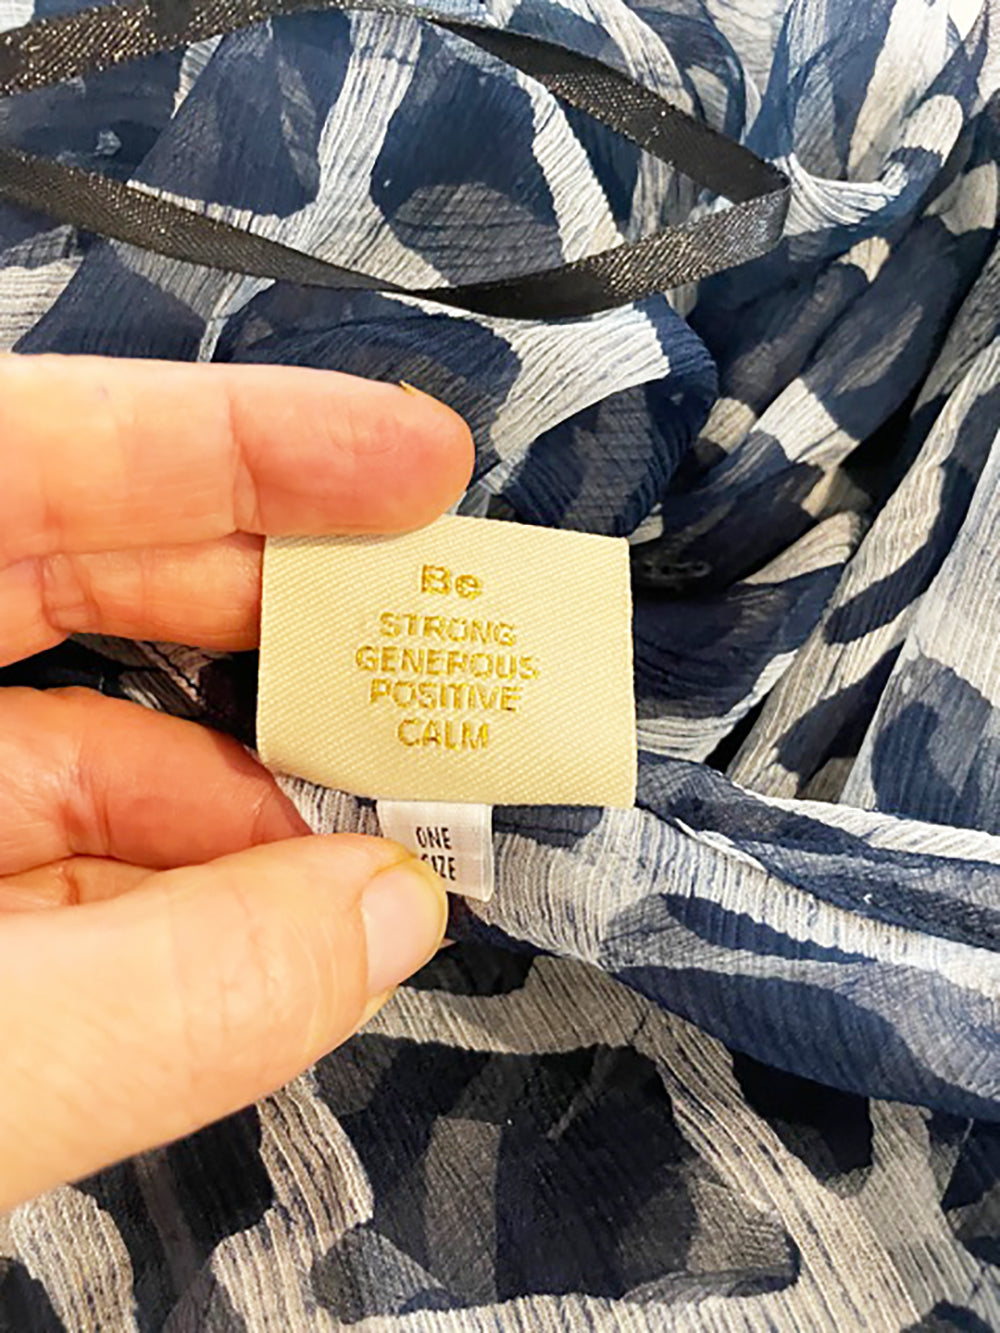 Be
STRONG
GENEROUS
POSITIVE
CALM
ONE
SIZE